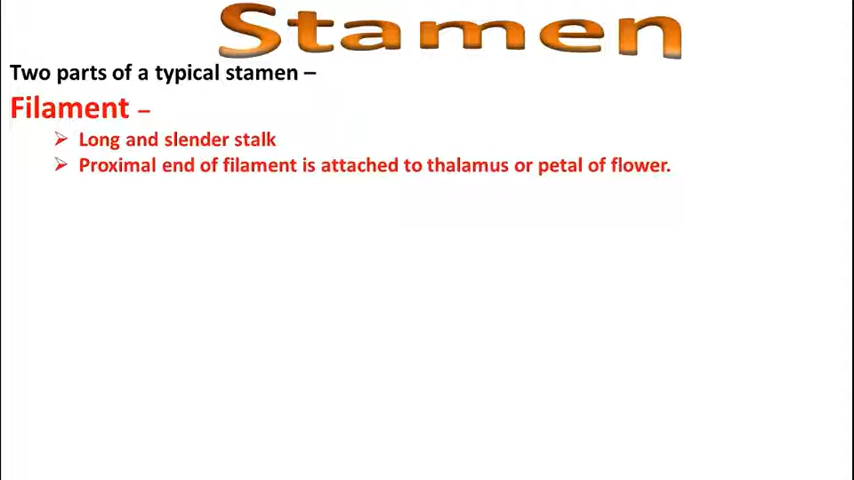 Stamen
Two parts of a typical stamen –
Filament –
➢ Long and slender stalk
➢ Proximal end of filament is attached to thalamus or petal of flower.